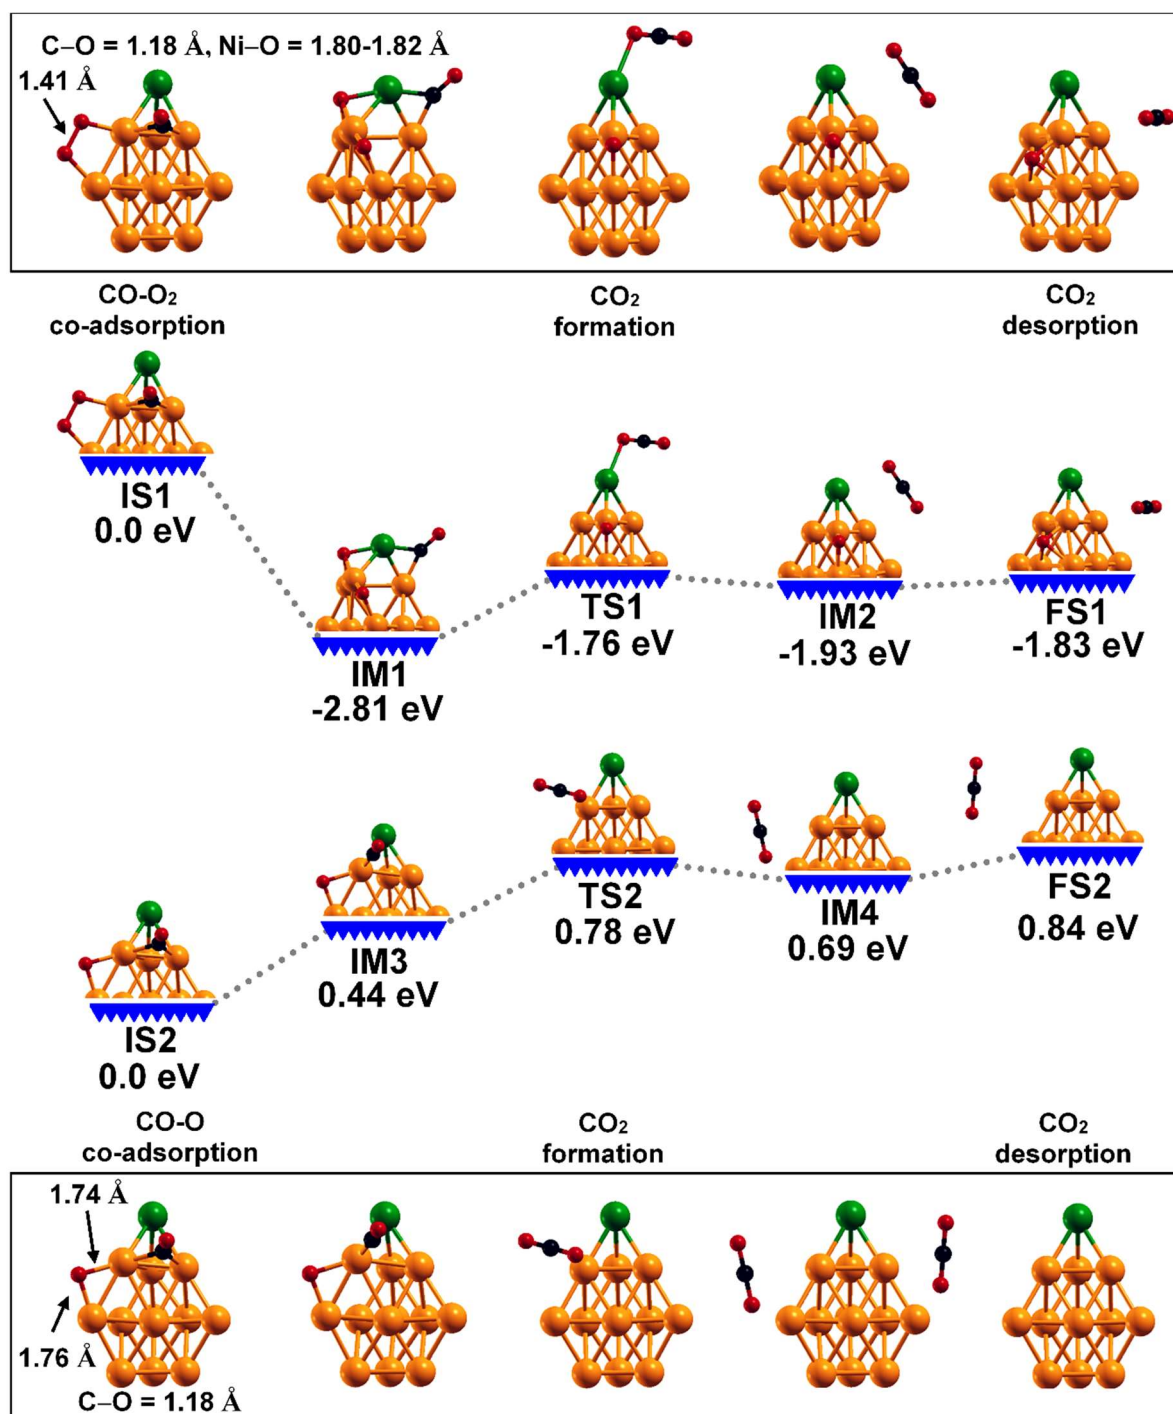 C–O = 1.18 Å, Ni–O = 1.80-1.82 Å
1.41 Å
CO-O₂
co-adsorption
CO₂
formation
CO₂
desorption
IS1
0.0 eV
IM1
-2.81 eV
TS1
-1.76 eV
IM2
-1.93 eV
FS1
-1.83 eV
IS2
0.0 eV
IM3
0.44 eV
TS2
0.78 eV
IM4
0.69 eV
FS2
0.84 eV
CO-O
co-adsorption
CO₂
formation
CO₂
desorption
1.74 Å
1.76 Å
C–O = 1.18 Å